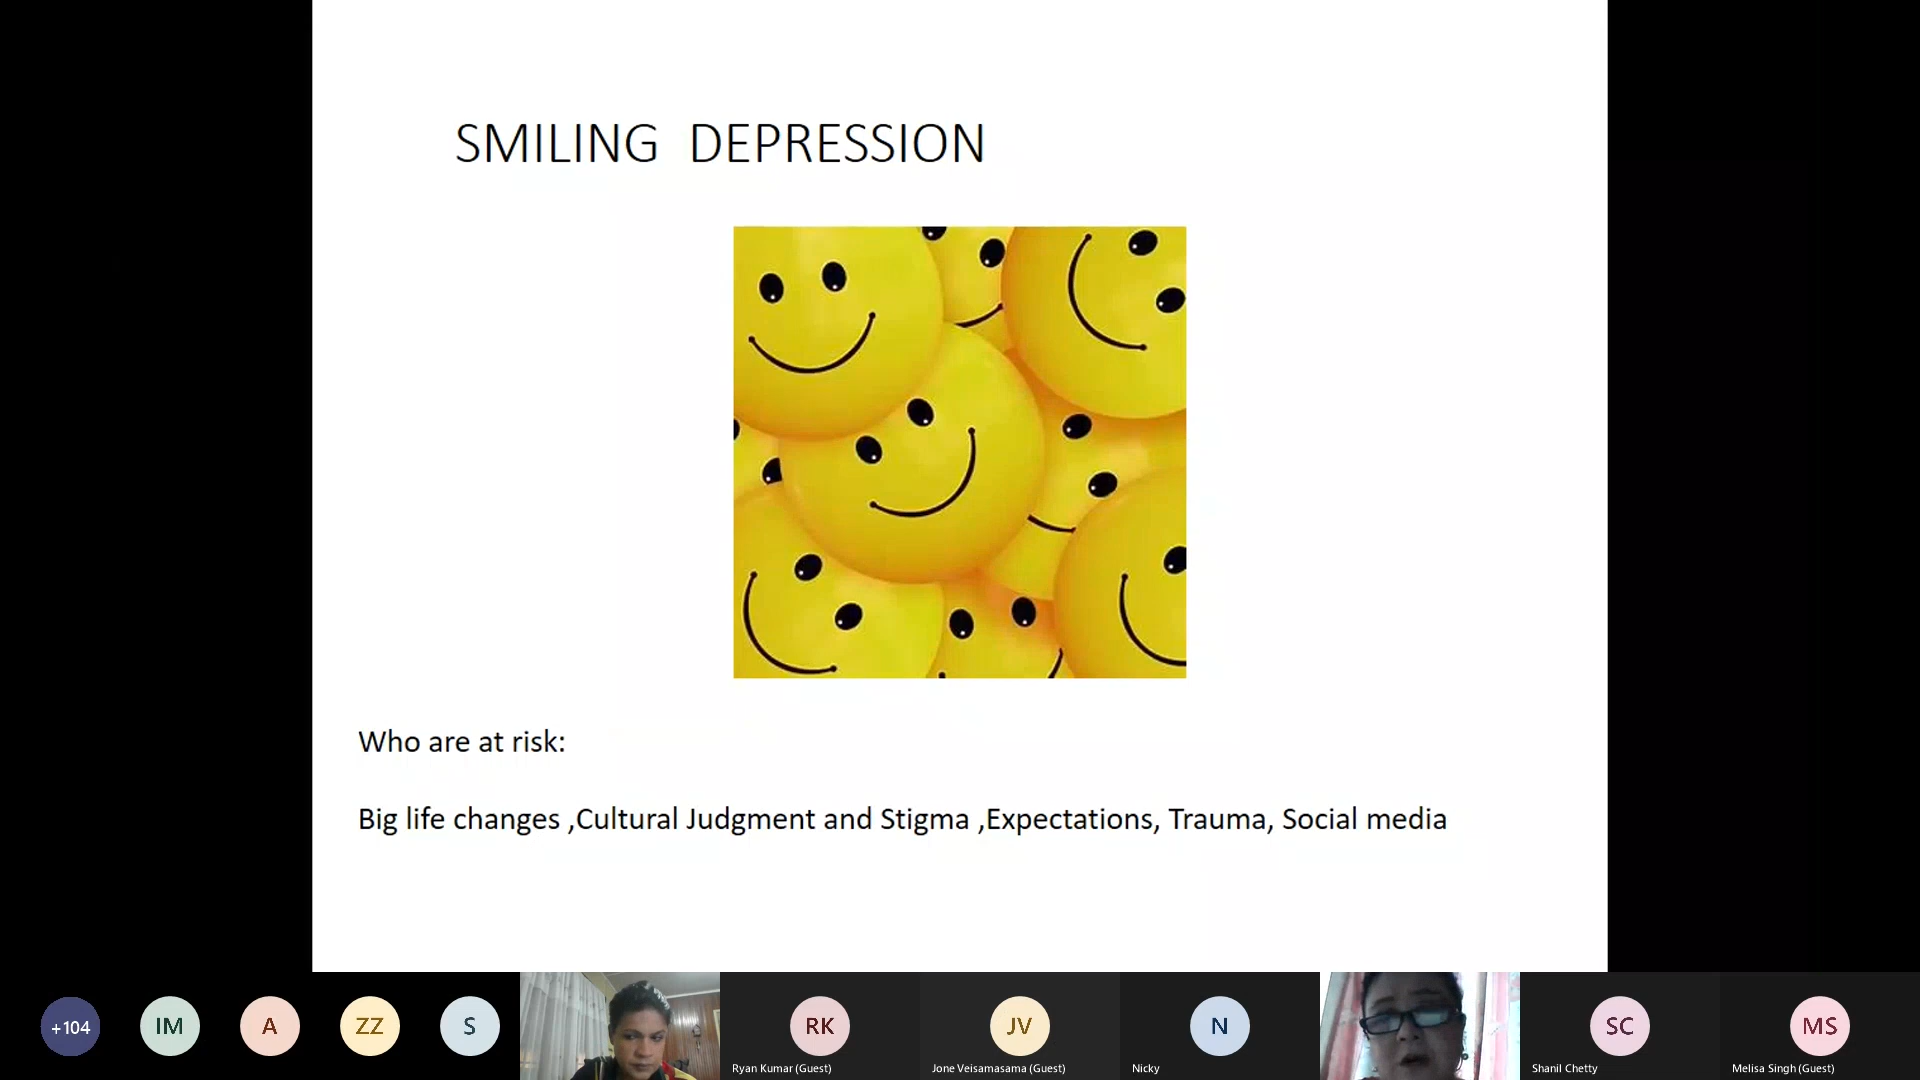 SMILING DEPRESSION
Who are at risk:
Big life changes ,Cultural Judgment and Stigma ,Expectations, Trauma, Social media
+104
IM
A
ZZ
S
RK
JV
N
SC
MS
Ryan Kumar (Guest)
Jone Veisamasama (Guest)
Nicky
Shanil Chetty
Melisa Singh (Guest)